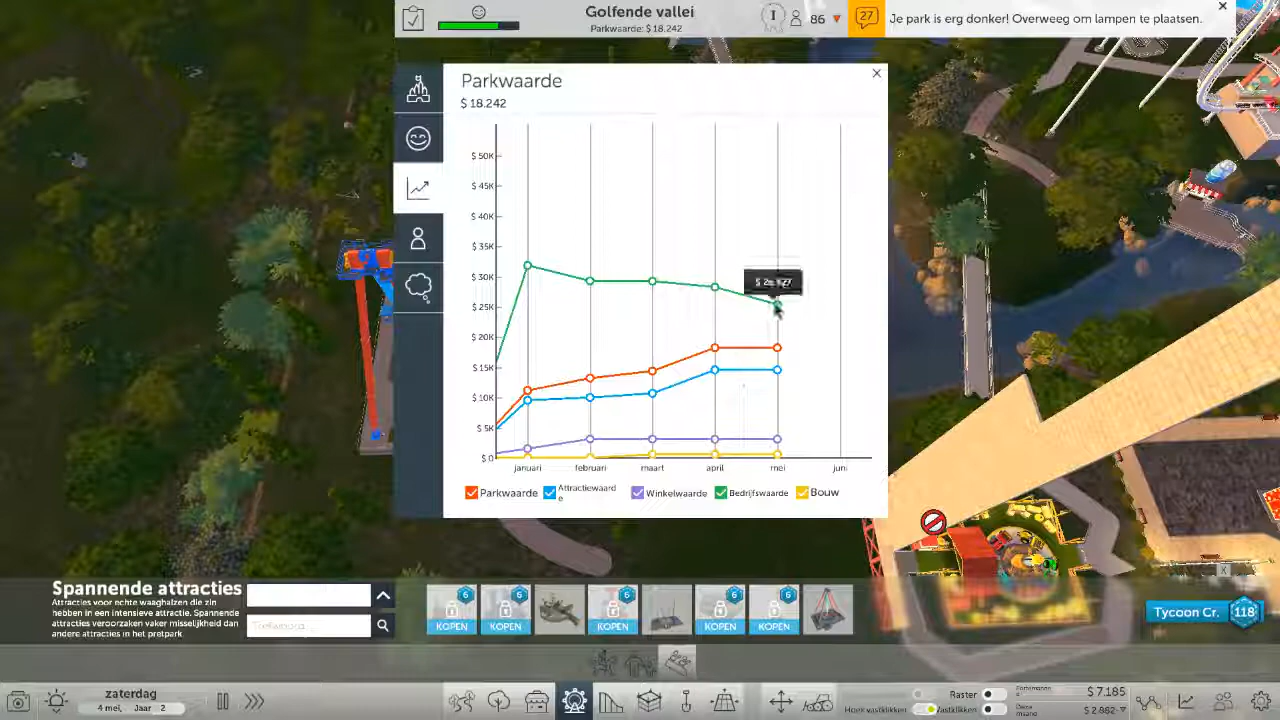 Golfende vallei
Parkwaarde: $ 18.242
I
86
27
Je park is erg donker! Overweeg om lampen te plaatsen.
Parkwaarde
$ 18.242
$ 50K
$ 45K
$ 40K
$ 35K
$ 30K
$ 25K
$ 20K
$ 15K
$ 10K
$ 5K
$ 0
januari februari maart april mei juni
Parkwaarde Attractiewaarde Winkelwaarde Bedrijfswaarde Bouw
Spannende attracties
Attracties voor echte waaghalzen die zin
hebben in een intensieve attractie. Spannende
attracties veroorzaken vaker misselijkheid dan
andere attracties in het pretpark.
6 6 6 6 6
KOPEN KOPEN KOPEN KOPEN KOPEN
Tycoon Cr. 118
zaterdag
4 mei, Jaar 2
Raster
$ 7.185
Deze maand